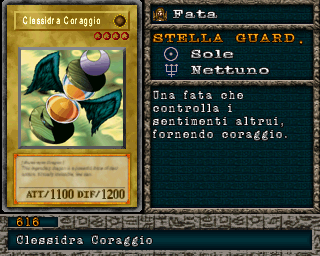 Clessidra Coraggio
ATT/1100 DIF/1200
Fata
STELLA GUARD.
Sole
Nettuno
Una fata che
controlla i
sentimenti altrui,
fornendo coraggio.
616
Clessidra Coraggio